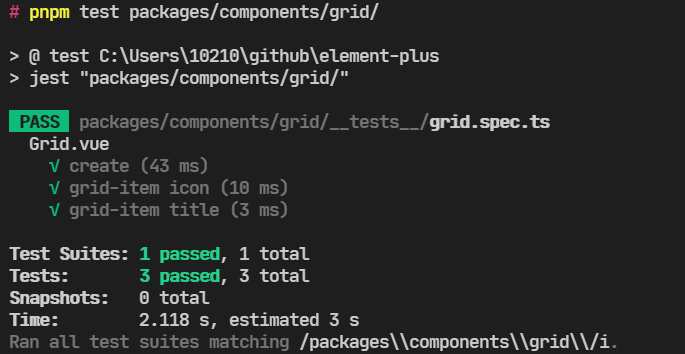 # pnpm test packages/components/grid/
> @ test C:\Users\10210\github\element-plus
> jest "packages/components/grid/"
PASS packages/components/grid/__tests__/grid.spec.ts
Grid.vue
√ create (43 ms)
√ grid-item icon (10 ms)
√ grid-item title (3 ms)
Test Suites: 1 passed, 1 total
Tests: 3 passed, 3 total
Snapshots: 0 total
Time: 2.118 s, estimated 3 s
Ran all test suites matching /packages\\components\\grid\\/i.